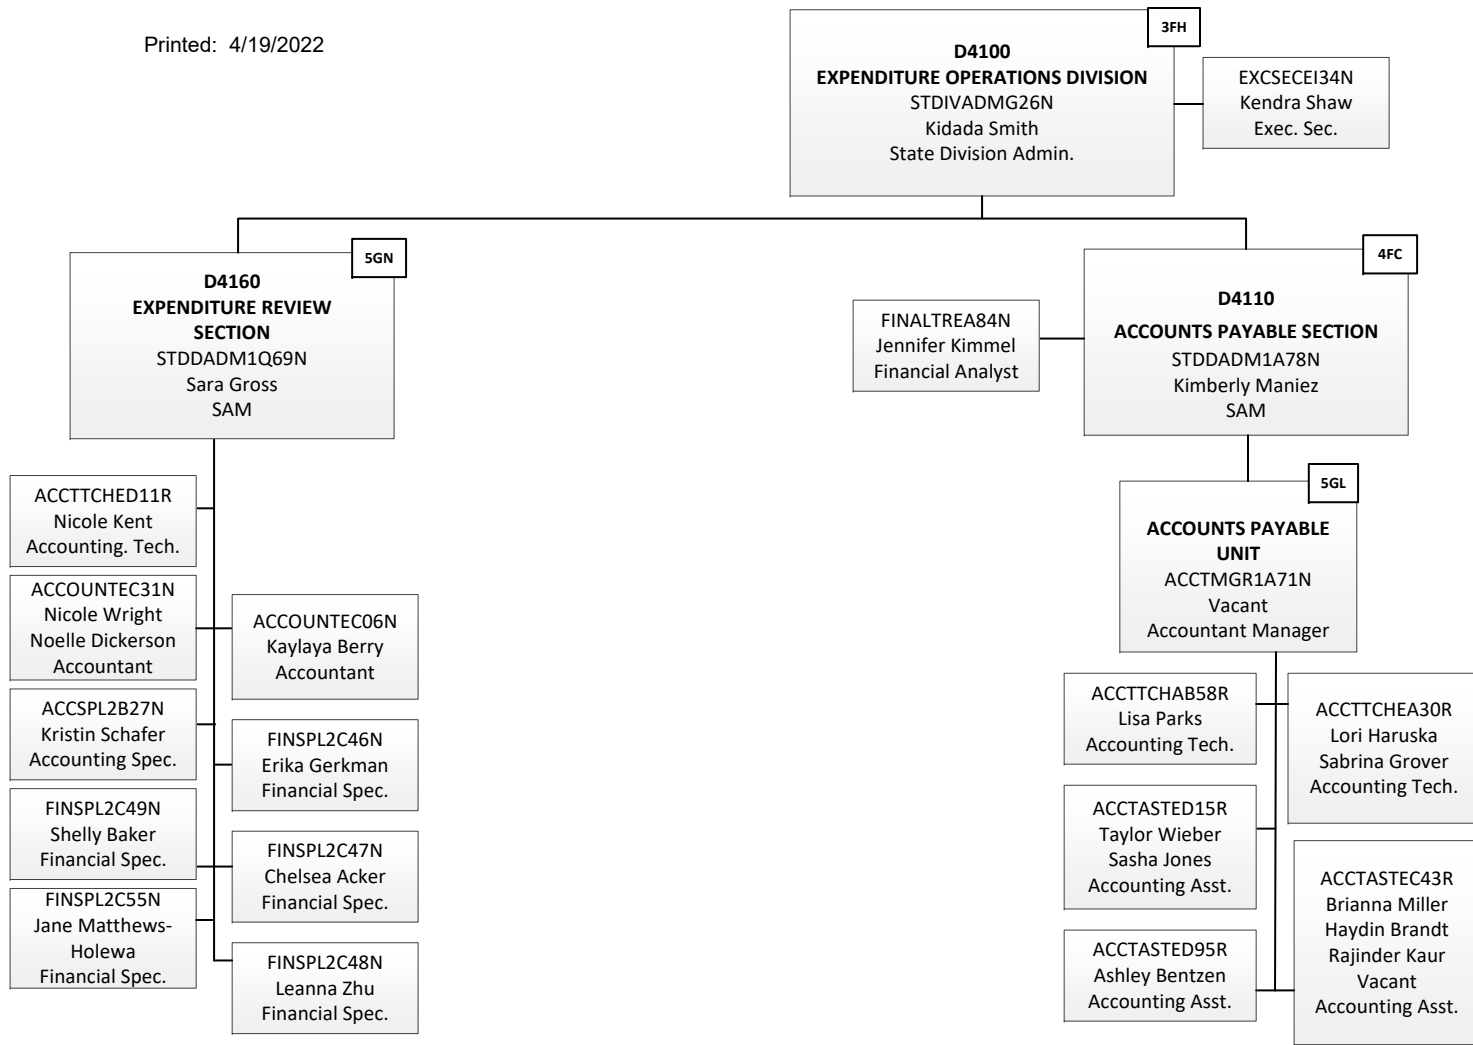 Printed: 4/19/2022
3FH
D4100
EXPENDITURE OPERATIONS DIVISION
STDIVADMG26N
Kidada Smith
State Division Admin.
EXCSECEI34N
Kendra Shaw
Exec. Sec.
5GN
D4160
EXPENDITURE REVIEW
SECTION
STDDADM1Q69N
Sara Gross
SAM
4FC
D4110
ACCOUNTS PAYABLE SECTION
STDDADM1A78N
Kimberly Maniez
SAM
FINALTREA84N
Jennifer Kimmel
Financial Analyst
ACCTTCHED11R
Nicole Kent
Accounting. Tech.
ACCOUNTEC31N
Nicole Wright
Noelle Dickerson
Accountant
ACCOUNTEC06N
Kaylaya Berry
Accountant
ACCSPL2B27N
Kristin Schafer
Accounting Spec.
FINSPL2C46N
Erika Gerkman
Financial Spec.
FINSPL2C49N
Shelly Baker
Financial Spec.
FINSPL2C47N
Chelsea Acker
Financial Spec.
FINSPL2C55N
Jane Matthews-
Holewa
Financial Spec.
FINSPL2C48N
Leanna Zhu
Financial Spec.
5GL
ACCOUNTS PAYABLE
UNIT
ACCTMGR1A71N
Vacant
Accountant Manager
ACCTTCHAB58R
Lisa Parks
Accounting Tech.
ACCTTCHEA30R
Lori Haruska
Sabrina Grover
Accounting Tech.
ACCTASTED15R
Taylor Wieber
Sasha Jones
Accounting Asst.
ACCTASTEC43R
Brianna Miller
Haydin Brandt
Rajinder Kaur
Vacant
Accounting Asst.
ACCTASTED95R
Ashley Bentzen
Accounting Asst.